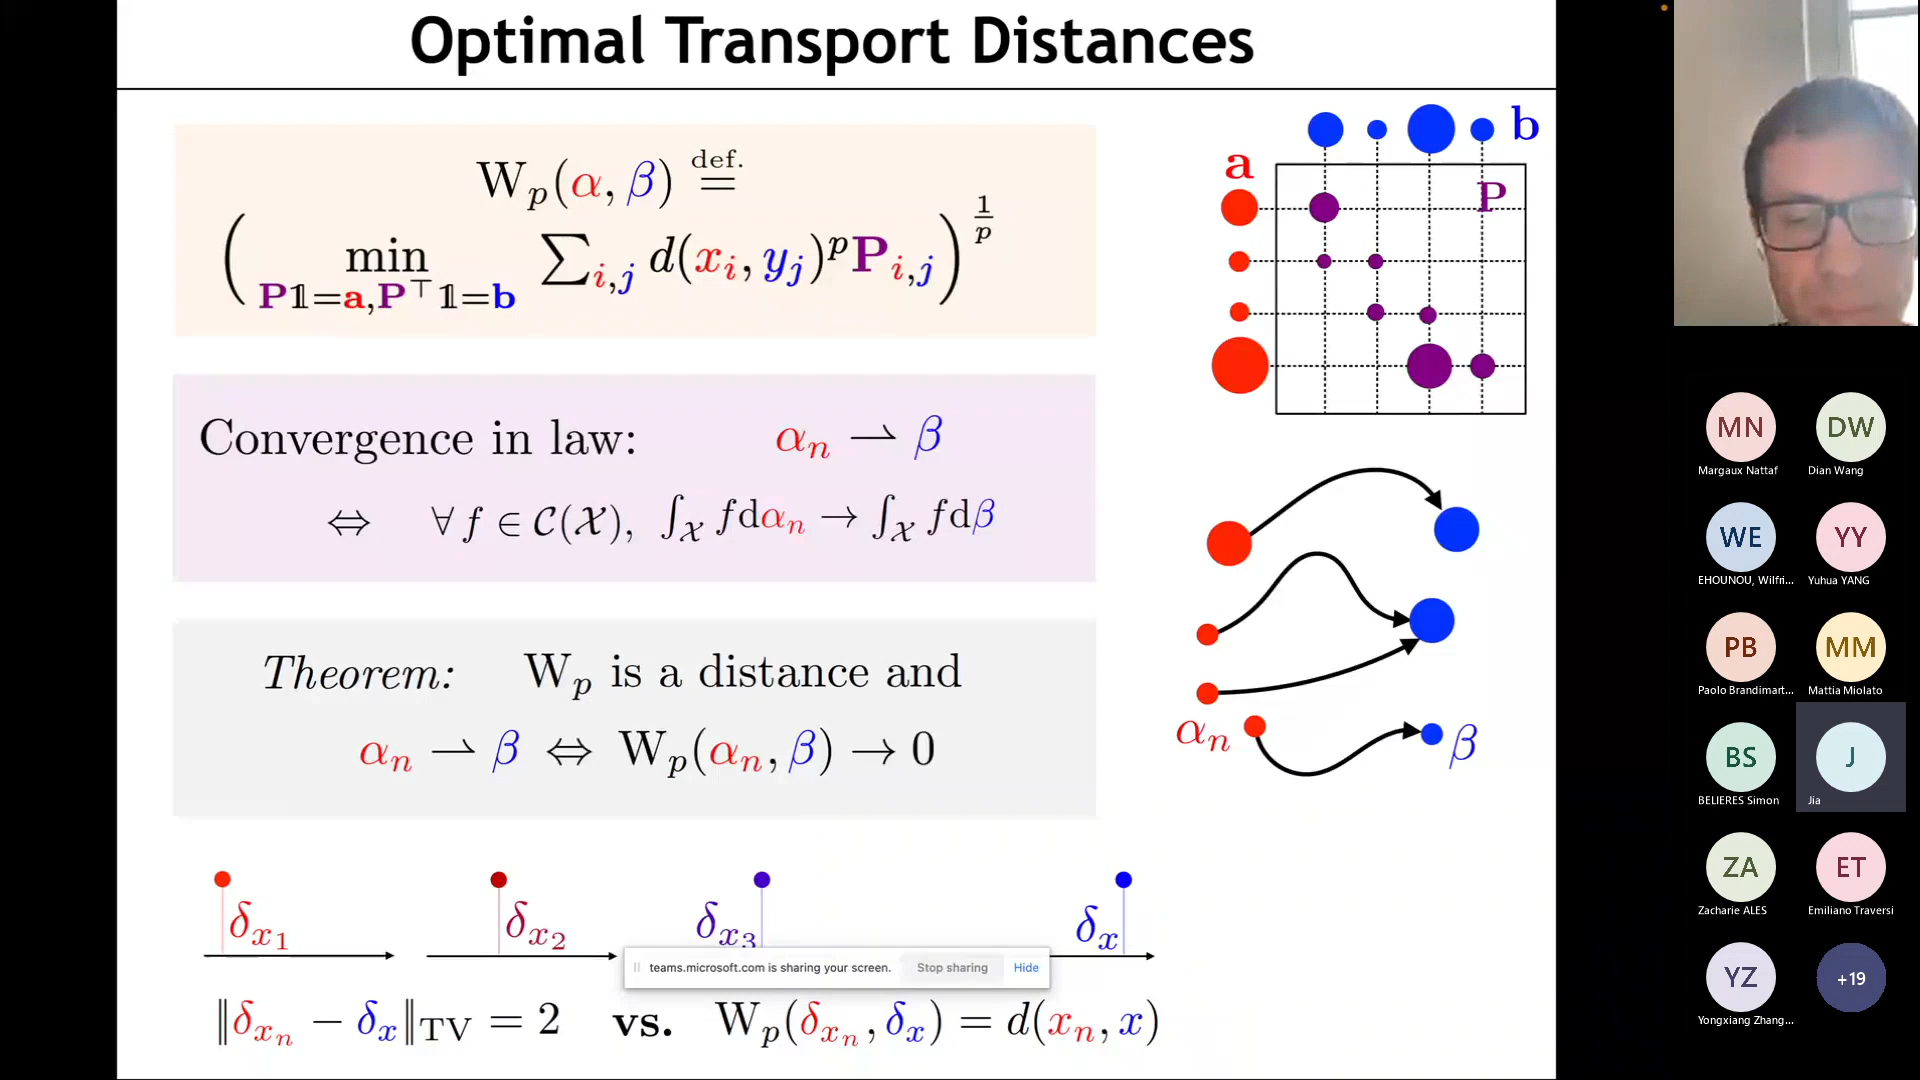 Optimal Transport Distances
W_p(α, β) def. =
( min_{P𝟙=a,P^⊤𝟙=b} ∑_{i,j} d(x_i, y_j)^p P_{i,j} )^{1/p}
Convergence in law: α_n ⇀ β
⇔ ∀ f ∈ C(X), ∫_X f dα_n → ∫_X f dβ
Theorem: W_p is a distance and
α_n ⇀ β ⇔ W_p(α_n, β) → 0
δ_{x_1} δ_{x_2} δ_{x_3} δ_x
‖δ_{x_n} − δ_x‖_TV = 2 vs. W_p(δ_{x_n}, δ_x) = d(x_n, x)
b
a
P
α_n
β
teams.microsoft.com is sharing your screen. Stop sharing Hide
MN DW
Margaux Nattaf Dian Wang
WE YY
EHOUNOU, Wilfri... Yuhua YANG
PB MM
Paolo Brandimart... Mattia Miolato
BS J
BELIERES Simon Jia
ZA ET
Zacharie ALES Emiliano Traversi
YZ +19
Yongxiang Zhang...